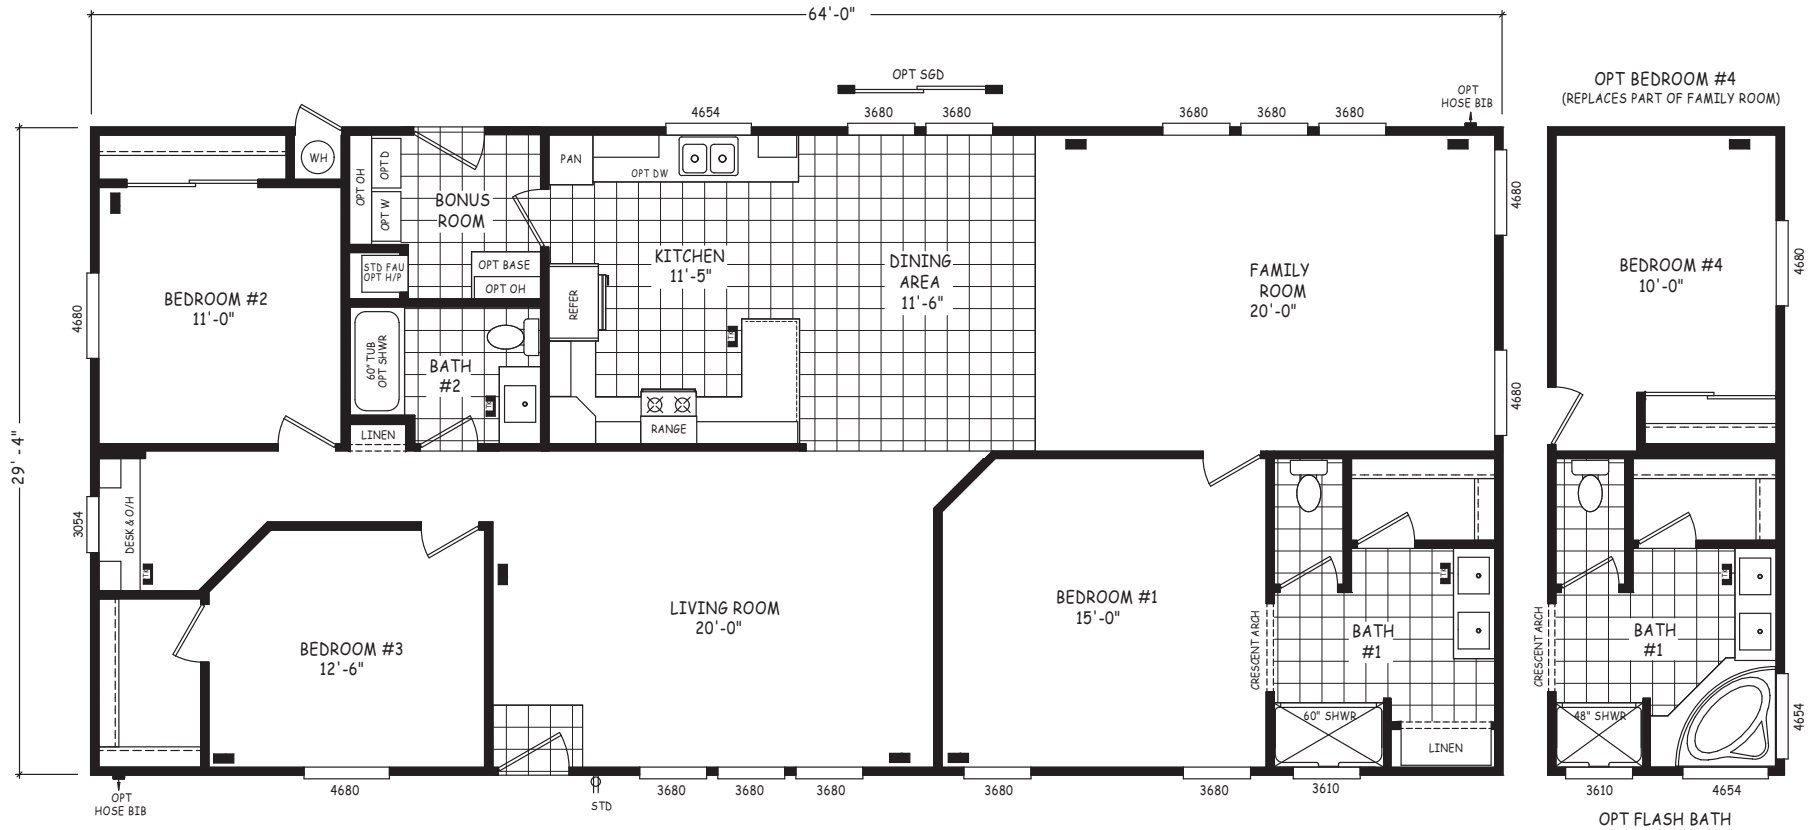 64'-0"
OPT SGD
OPT BEDROOM #4
(REPLACES PART OF FAMILY ROOM)
OPT
HOSE BIB
4654
3680
3680
3680
3680
3680
WH
OPT OH
OPT D
OPT W
BONUS
ROOM
PAN
OPT DW
4680
4680
STD FAU
OPT H/P
OPT BASE
OPT OH
KITCHEN
11'-5"
DINING
AREA
11'-6"
FAMILY
ROOM
20'-0"
BEDROOM #4
10'-0"
BEDROOM #2
11'-0"
4680
REFER
60" TUB
OPT SHWR
BATH
#2
4680
LINEN
RANGE
29'-4"
3054
DESK & O/H
BEDROOM #3
12'-6"
LIVING ROOM
20'-0"
BEDROOM #1
15'-0"
CRESCENT ARCH
BATH
#1
CRESCENT ARCH
BATH
#1
60" SHWR
LINEN
48" SHWR
4654
OPT
HOSE BIB
4680
STD
3680
3680
3680
3680
3680
3610
3610
4654
OPT FLASH BATH